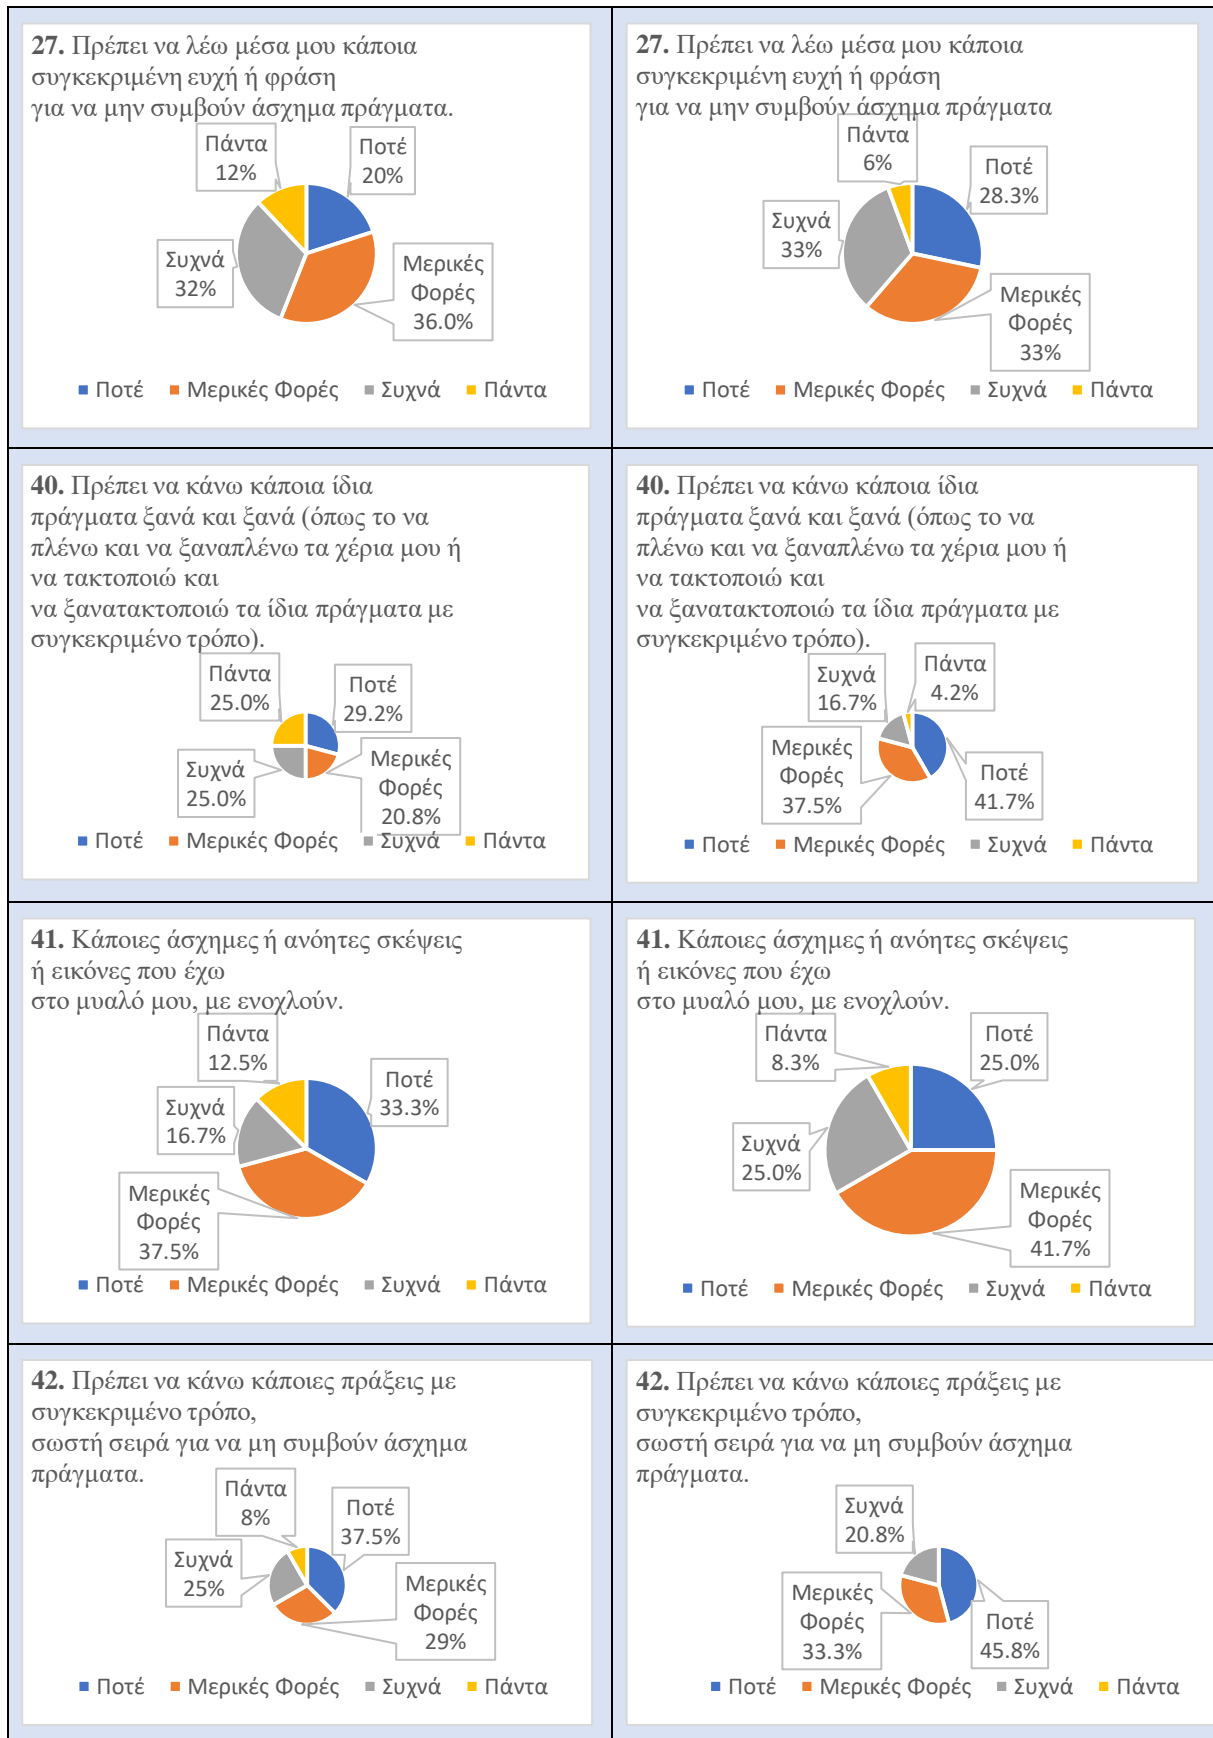 27. Πρέπει να λέω μέσα μου κάποια
συγκεκριμένη ευχή ή φράση
για να μην συμβούν άσχημα πράγματα.
Πάντα
12%
Ποτέ
20%
Συχνά
32%
Μερικές
Φορές
36.0%
Ποτέ Μερικές Φορές Συχνά Πάντα
27. Πρέπει να λέω μέσα μου κάποια
συγκεκριμένη ευχή ή φράση
για να μην συμβούν άσχημα πράγματα
Πάντα
6%
Ποτέ
28.3%
Συχνά
33%
Μερικές
Φορές
33%
Ποτέ Μερικές Φορές Συχνά Πάντα
40. Πρέπει να κάνω κάποια ίδια
πράγματα ξανά και ξανά (όπως το να
πλένω και να ξαναπλένω τα χέρια μου ή
να τακτοποιώ και
να ξανατακτοποιώ τα ίδια πράγματα με
συγκεκριμένο τρόπο).
Πάντα
25.0%
Ποτέ
29.2%
Συχνά
25.0%
Μερικές
Φορές
20.8%
Ποτέ Μερικές Φορές Συχνά Πάντα
40. Πρέπει να κάνω κάποια ίδια
πράγματα ξανά και ξανά (όπως το να
πλένω και να ξαναπλένω τα χέρια μου ή
να τακτοποιώ και
να ξανατακτοποιώ τα ίδια πράγματα με
συγκεκριμένο τρόπο).
Συχνά
16.7%
Πάντα
4.2%
Μερικές
Φορές
37.5%
Ποτέ
41.7%
Ποτέ Μερικές Φορές Συχνά Πάντα
41. Κάποιες άσχημες ή ανόητες σκέψεις
ή εικόνες που έχω
στο μυαλό μου, με ενοχλούν.
Πάντα
12.5%
Ποτέ
33.3%
Συχνά
16.7%
Μερικές
Φορές
37.5%
Ποτέ Μερικές Φορές Συχνά Πάντα
41. Κάποιες άσχημες ή ανόητες σκέψεις
ή εικόνες που έχω
στο μυαλό μου, με ενοχλούν.
Πάντα
8.3%
Ποτέ
25.0%
Συχνά
25.0%
Μερικές
Φορές
41.7%
Ποτέ Μερικές Φορές Συχνά Πάντα
42. Πρέπει να κάνω κάποιες πράξεις με
συγκεκριμένο τρόπο,
σωστή σειρά για να μη συμβούν άσχημα
πράγματα.
Πάντα
8%
Ποτέ
37.5%
Συχνά
25%
Μερικές
Φορές
29%
Ποτέ Μερικές Φορές Συχνά Πάντα
42. Πρέπει να κάνω κάποιες πράξεις με
συγκεκριμένο τρόπο,
σωστή σειρά για να μη συμβούν άσχημα
πράγματα.
Συχνά
20.8%
Μερικές
Φορές
33.3%
Ποτέ
45.8%
Ποτέ Μερικές Φορές Συχνά Πάντα